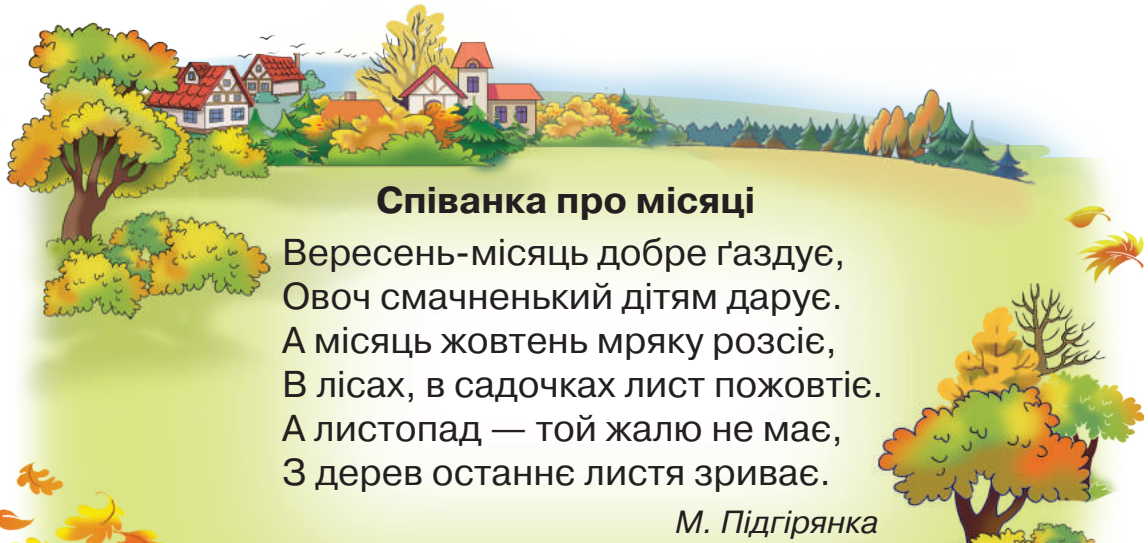 Співанка про місяці
Вересень-місяць добре ґаздує,
Овоч смачненький дітям дарує.
А місяць жовтень мряку розсіє,
В лісах, в садочках лист пожовтіє.
А листопад — той жалю не має,
З дерев останнє листя зриває.
М. Підгірянка